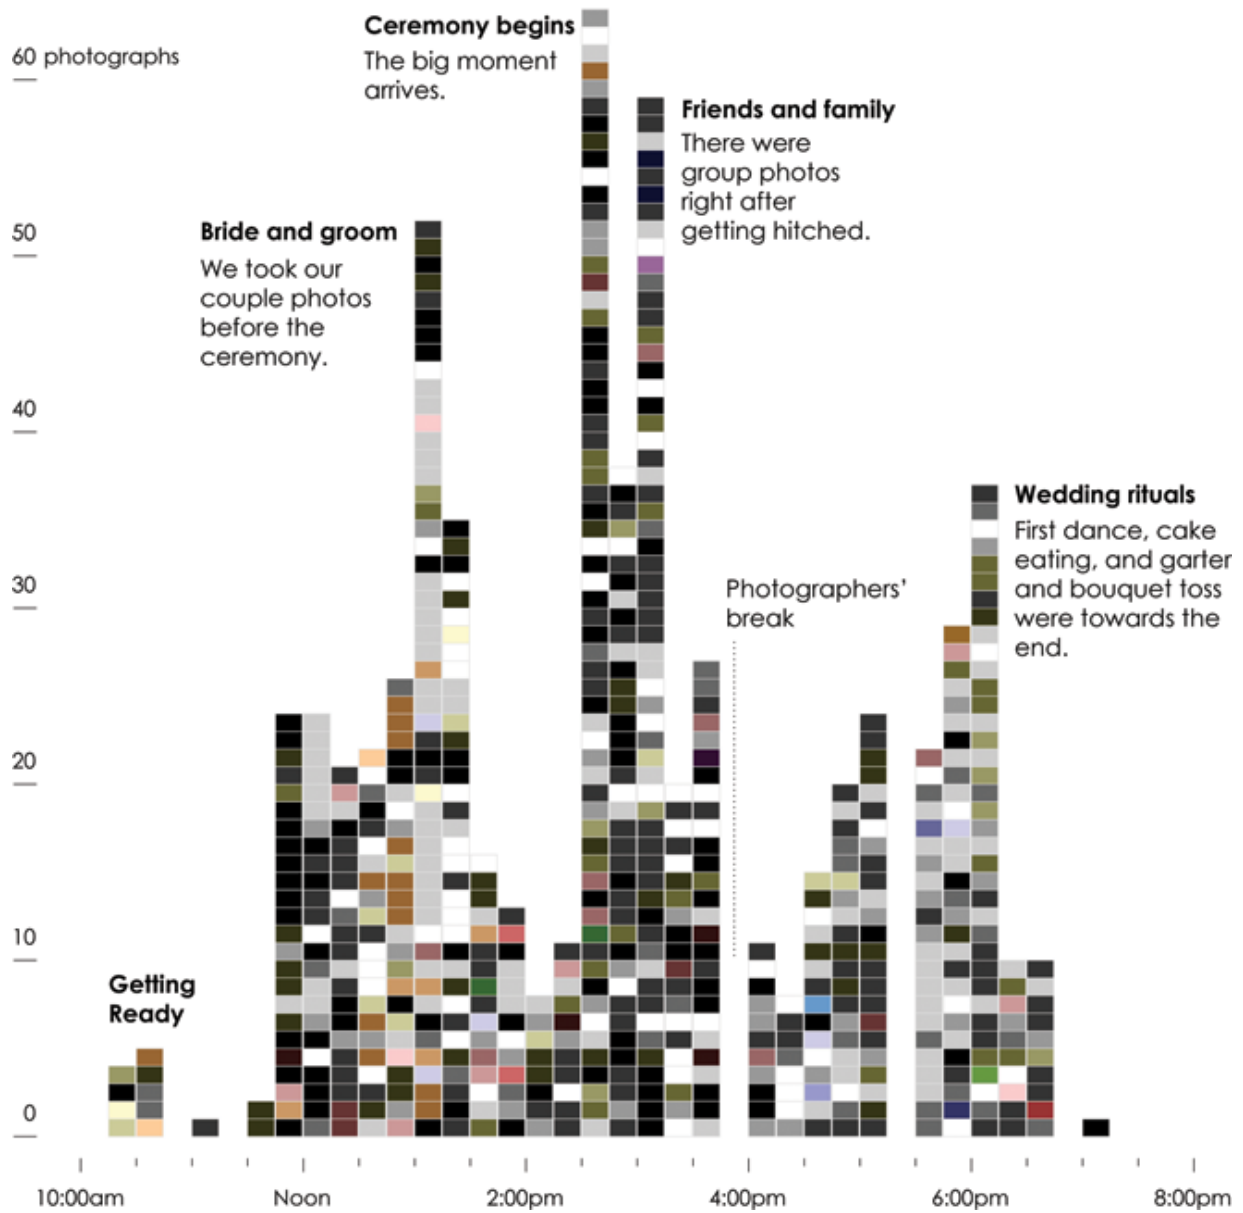 Ceremony begins
The big moment
arrives.
60 photographs
Friends and family
There were
group photos
right after
getting hitched.
50
Bride and groom
We took our
couple photos
before the
ceremony.
40
Wedding rituals
First dance, cake
eating, and garter
and bouquet toss
were towards the
end.
30
Photographers’
break
20
10
Getting
Ready
0
10:00am
Noon
2:00pm
4:00pm
6:00pm
8:00pm